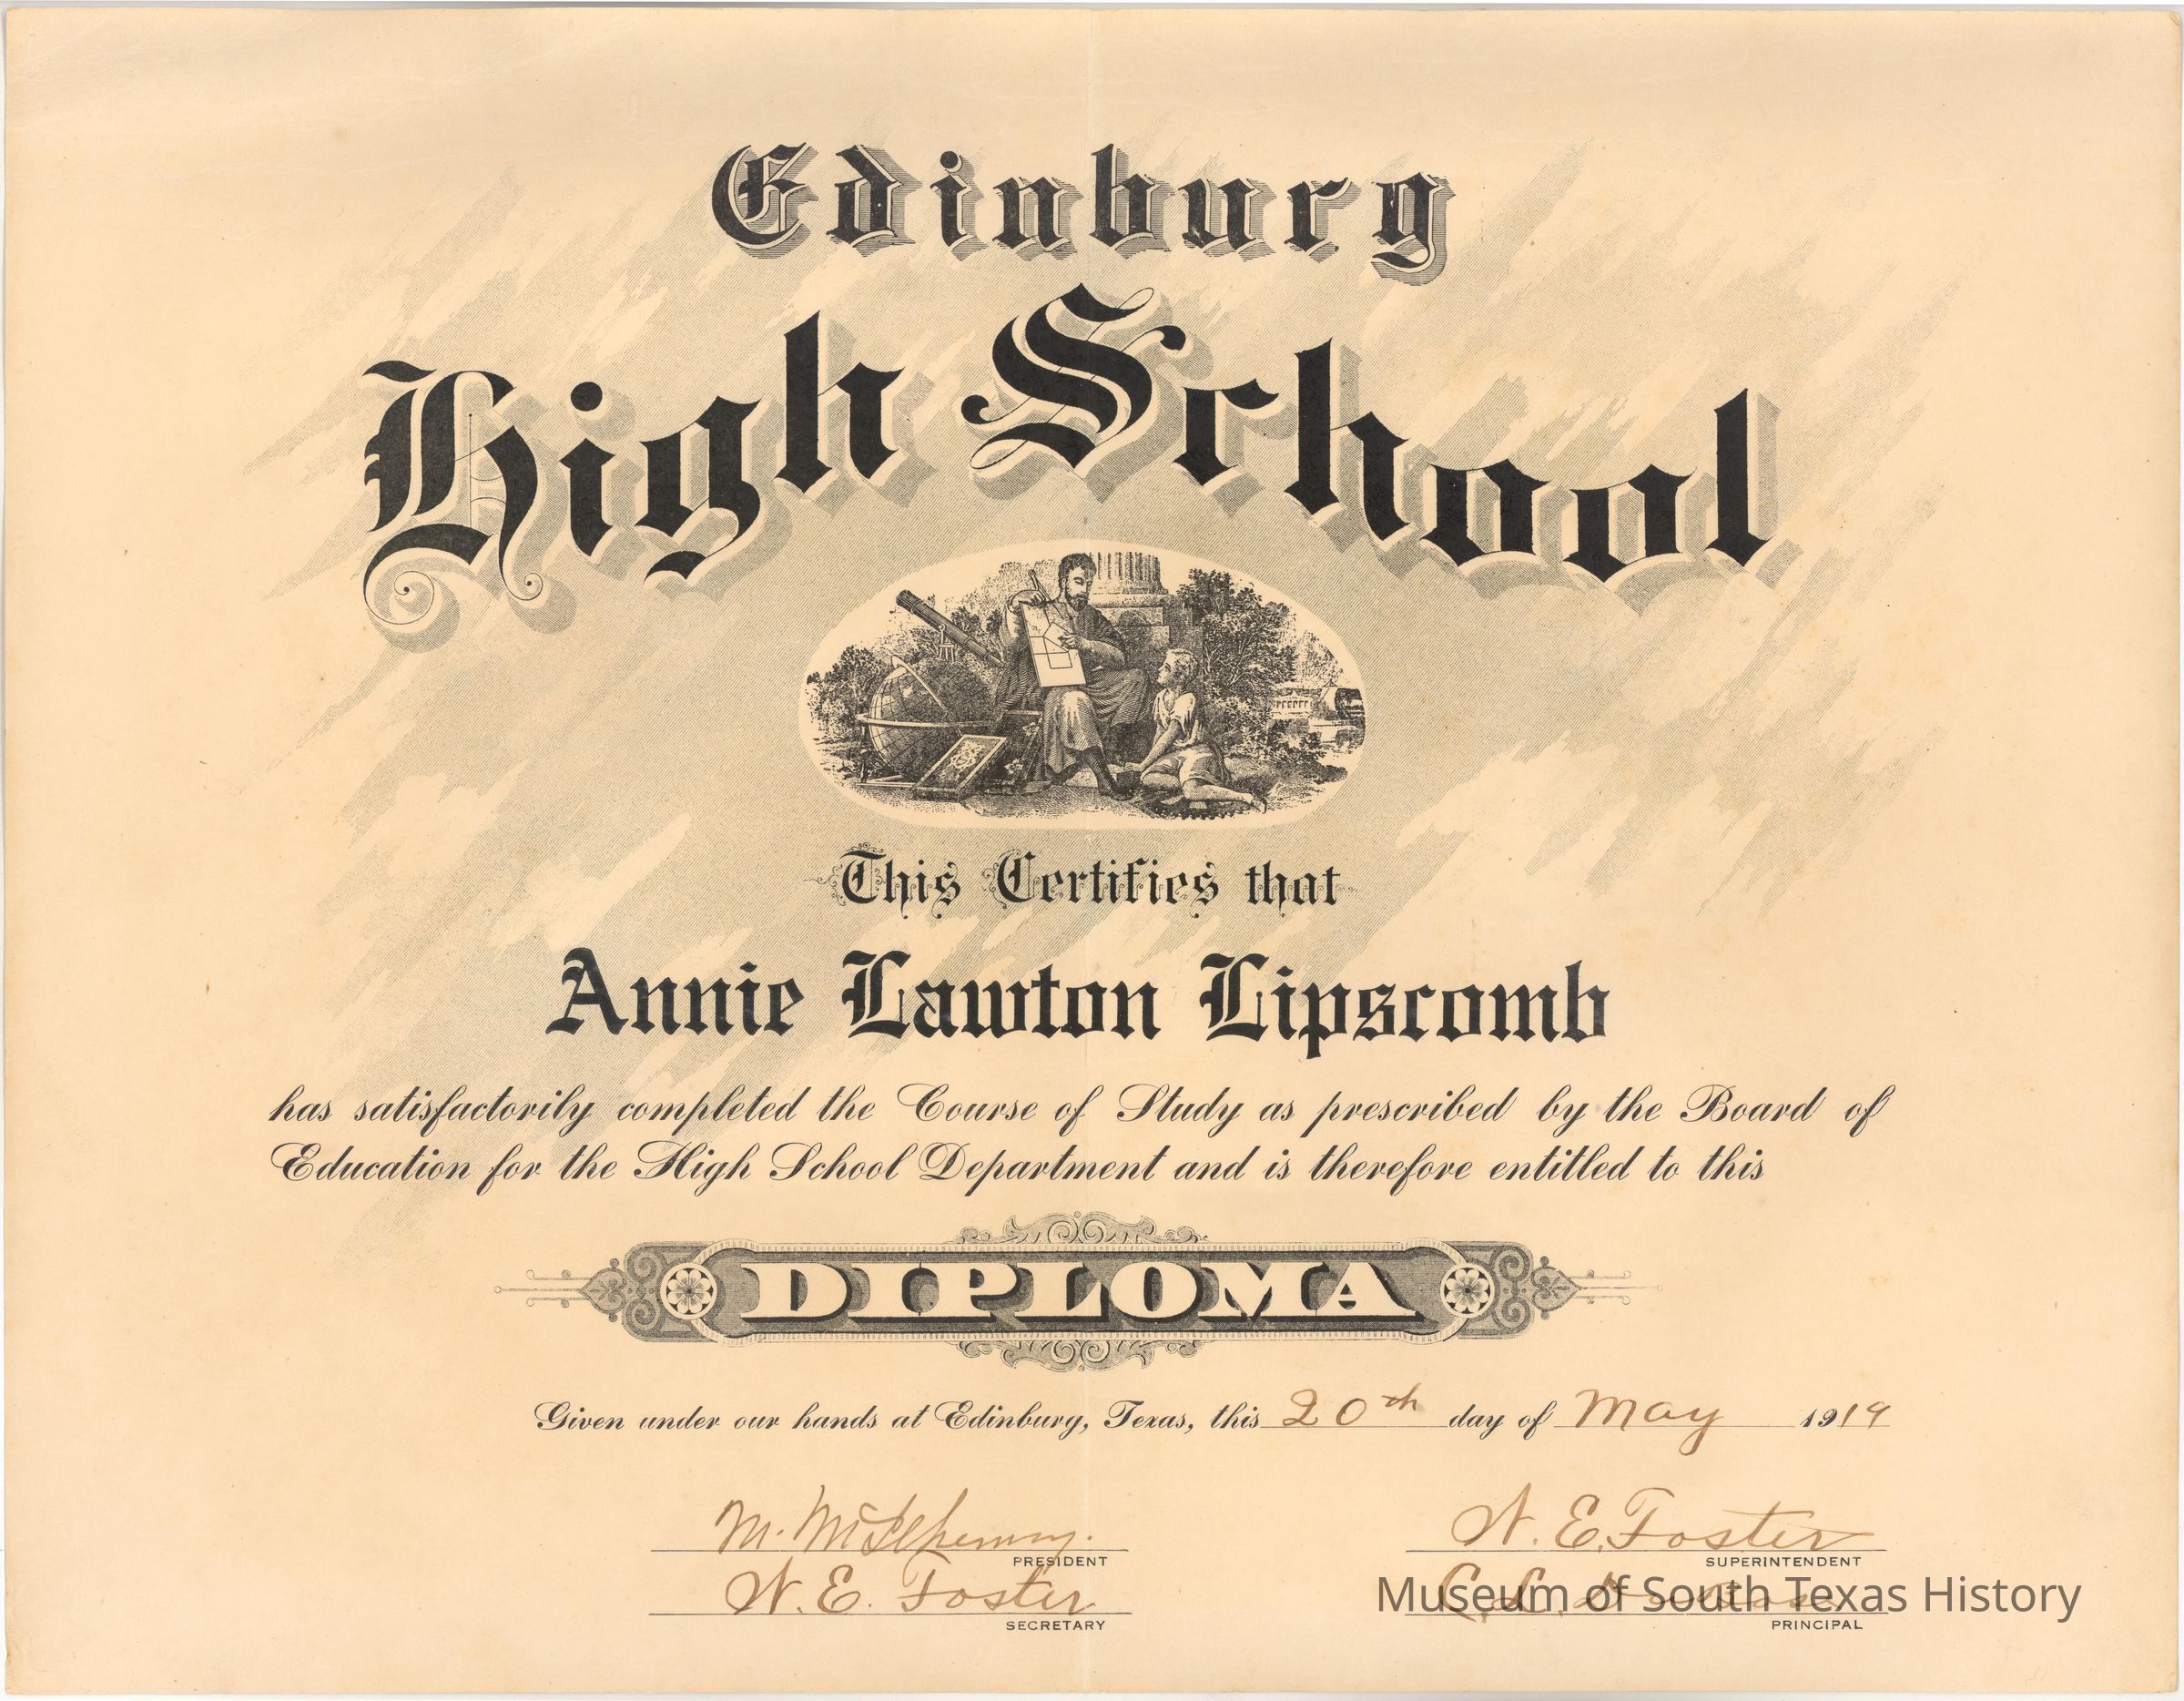 Edinburg
High School
This Certifies that
Annie Lawton Lipscomb
has satisfactorily completed the Course of Study as prescribed by the Board of
Education for the High School Department and is therefore entitled to this
DIPLOMA
Given under our hands at Edinburg, Texas, this 20th day of May 1919
M. McIlhenny. 
PRESIDENT
N. E. Foster
SUPERINTENDENT
N. E. Foster
SECRETARY
Museum of South Texas History
PRINCIPAL